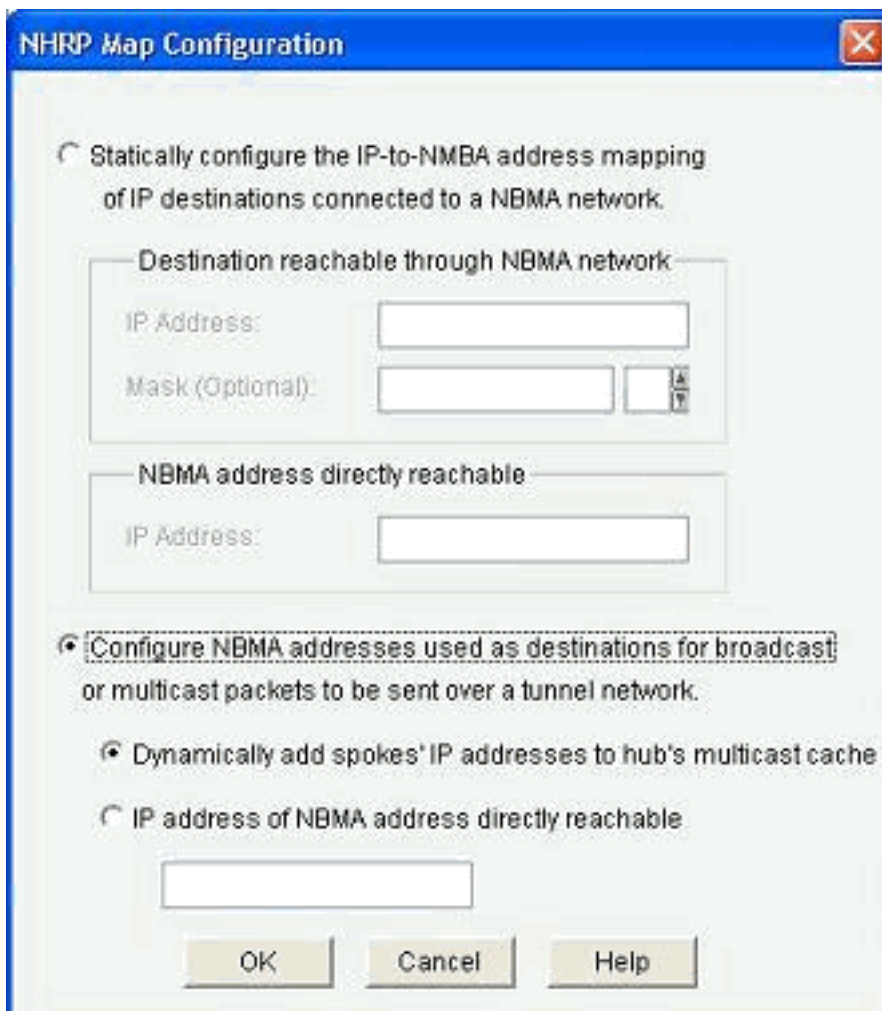 NHRP Map Configuration
Statically configure the IP-to-NMBA address mapping
of IP destinations connected to a NBMA network.
Destination reachable through NBMA network
IP Address:
Mask (Optional):
NBMA address directly reachable
IP Address:
Configure NBMA addresses used as destinations for broadcast
or multicast packets to be sent over a tunnel network.
Dynamically add spokes' IP addresses to hub's multicast cache
IP address of NBMA address directly reachable
OK Cancel Help